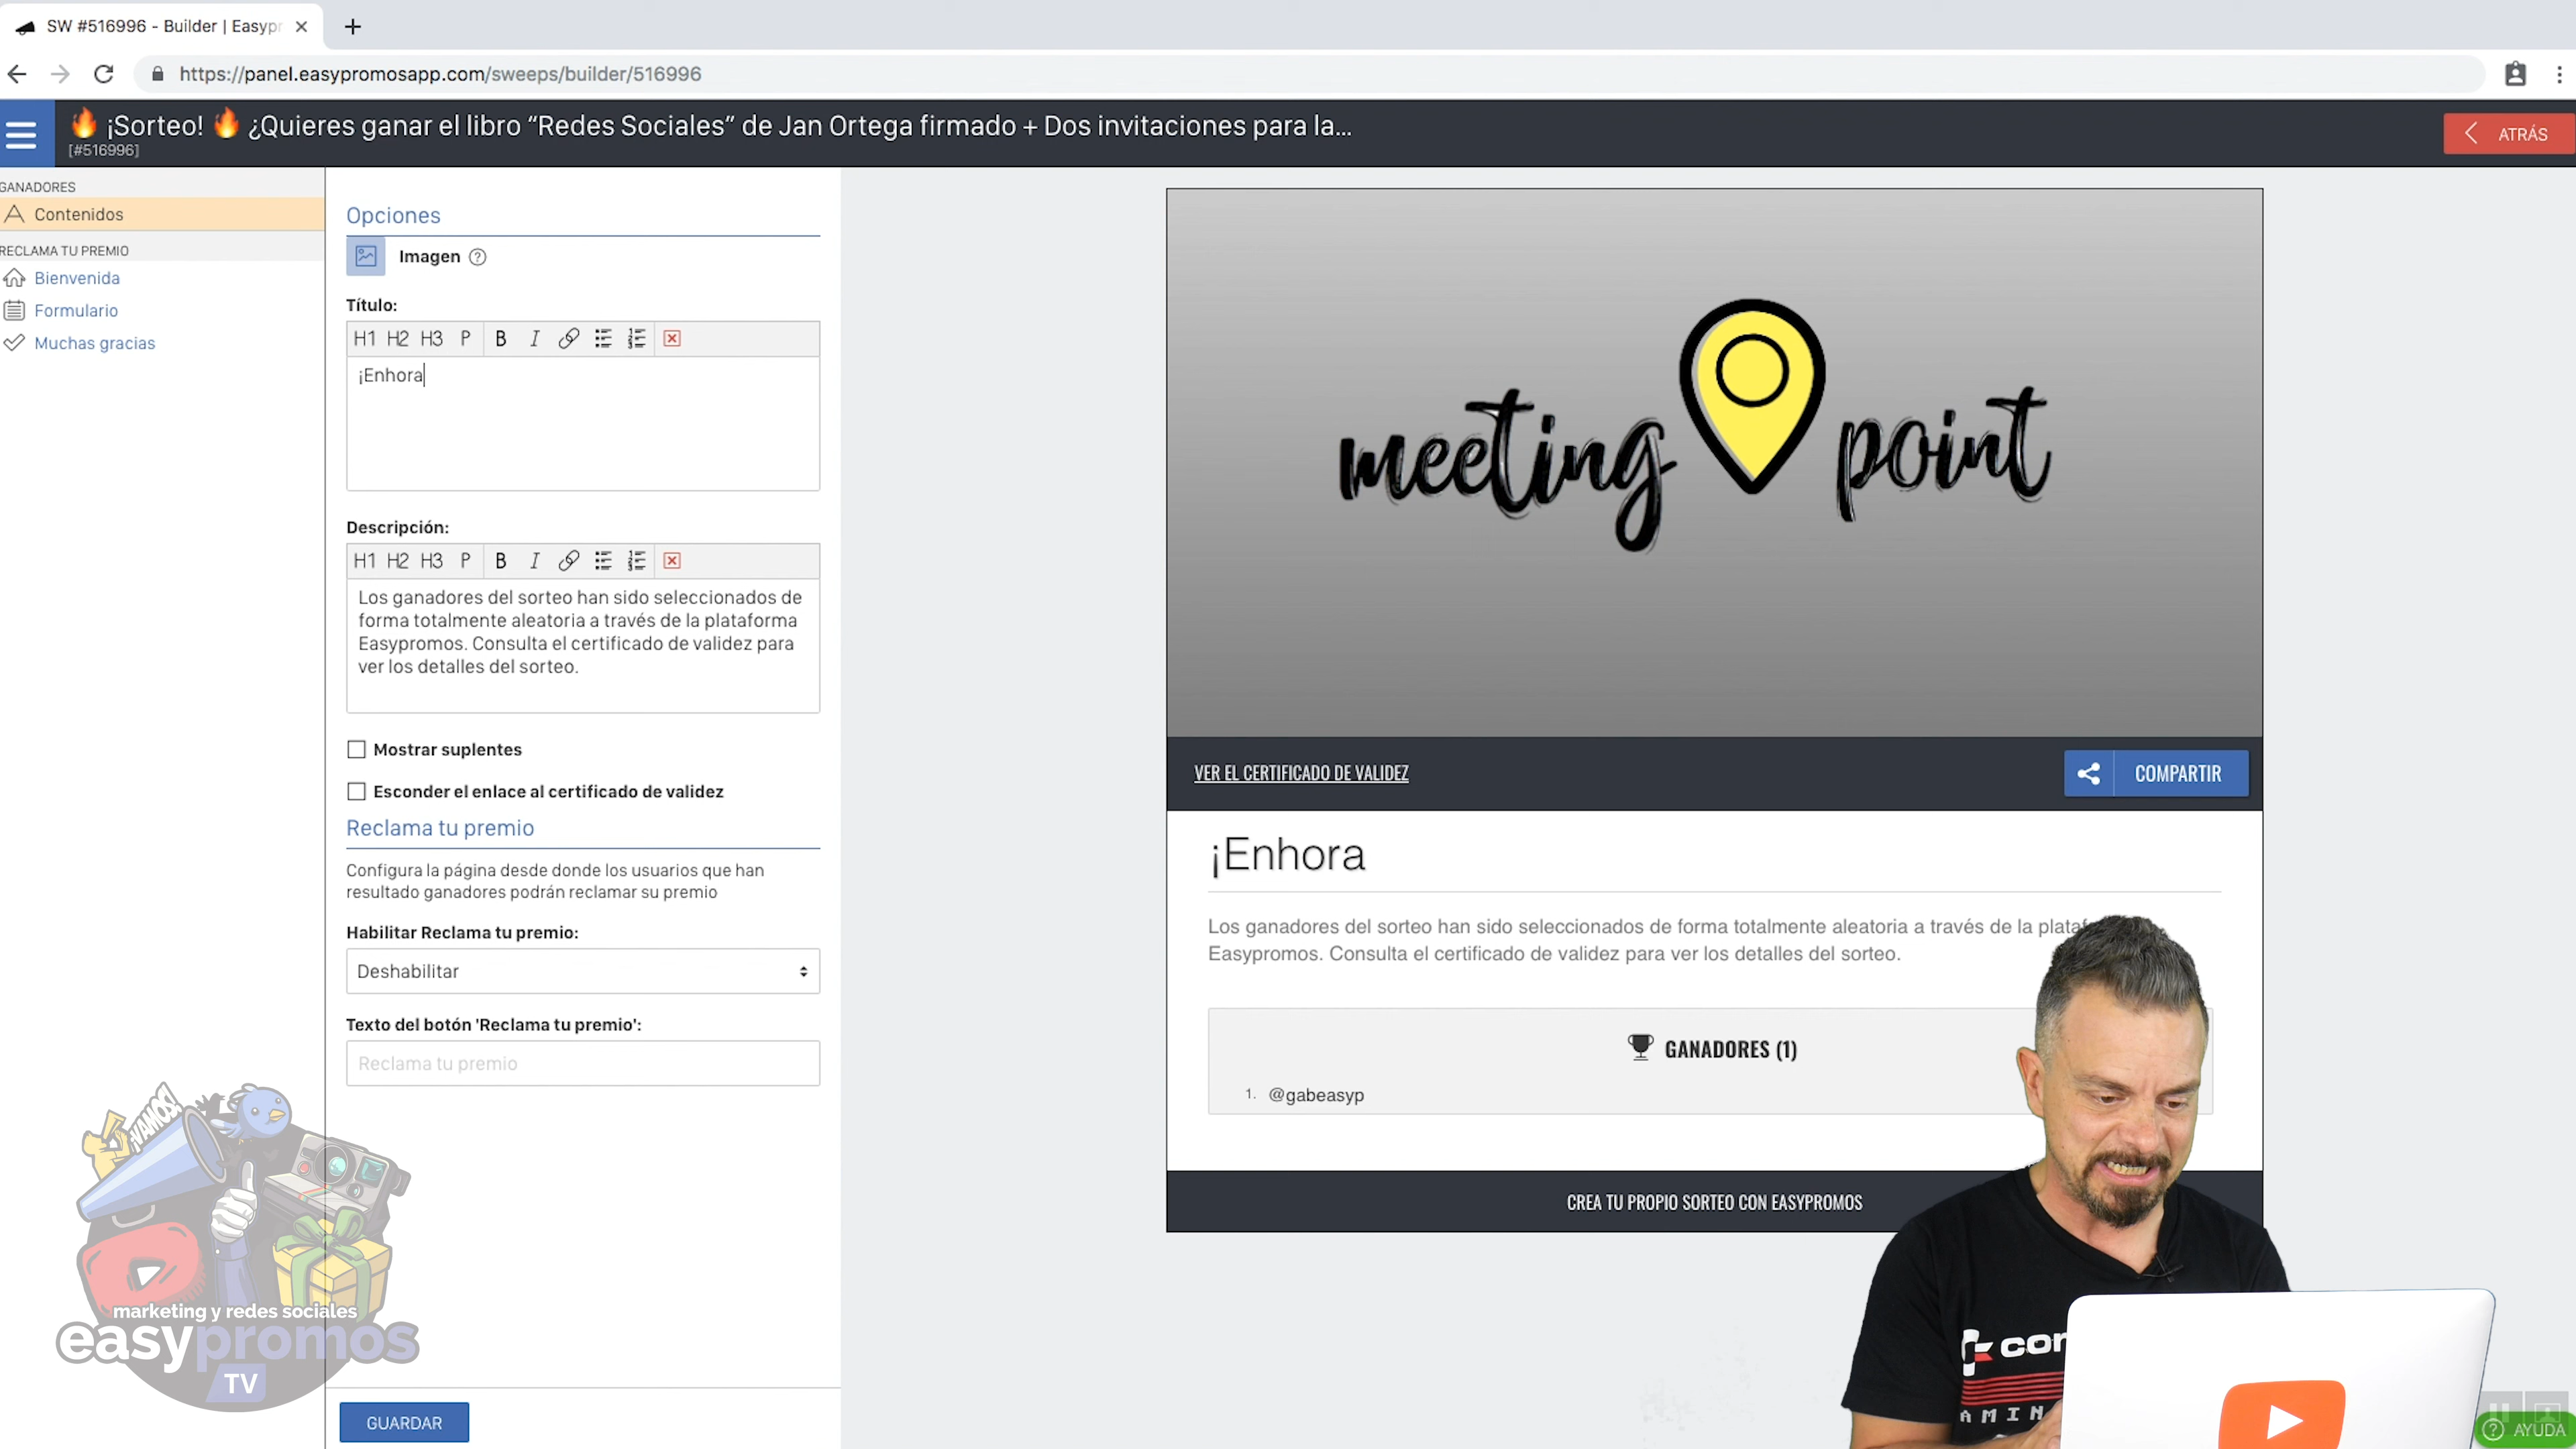 SW #516996 - Builder | Easypr
https://panel.easypromosapp.com/sweeps/builder/516996
🔥 ¡Sorteo! 🔥 ¿Quieres ganar el libro “Redes Sociales” de Jan Ortega firmado + Dos invitaciones para la...
[#516996]
ATRÁS
GANADORES
Contenidos
RECLAMA TU PREMIO
Bienvenida
Formulario
Muchas gracias
Opciones
Imagen ?
Título:
H1 H2 H3 P B I
¡Enhora
Descripción:
H1 H2 H3 P B I
Los ganadores del sorteo han sido seleccionados de
forma totalmente aleatoria a través de la plataforma
Easypromos. Consulta el certificado de validez para
ver los detalles del sorteo.
Mostrar suplentes
Esconder el enlace al certificado de validez
Reclama tu premio
Configura la página desde donde los usuarios que han
resultado ganadores podrán reclamar su premio
Habilitar Reclama tu premio:
Deshabilitar
Texto del botón 'Reclama tu premio':
Reclama tu premio
GUARDAR
¡VAMOS!
marketing y redes sociales
easypromos
TV
meeting point
VER EL CERTIFICADO DE VALIDEZ
COMPARTIR
¡Enhora
Los ganadores del sorteo han sido seleccionados de forma totalmente aleatoria a través de la
Easypromos. Consulta el certificado de validez para ver los detalles del sorteo.
GANADORES (1)
1. @gabeasyp
CREA TU PROPIO SORTEO CON EASYPROMOS
? AYUDA